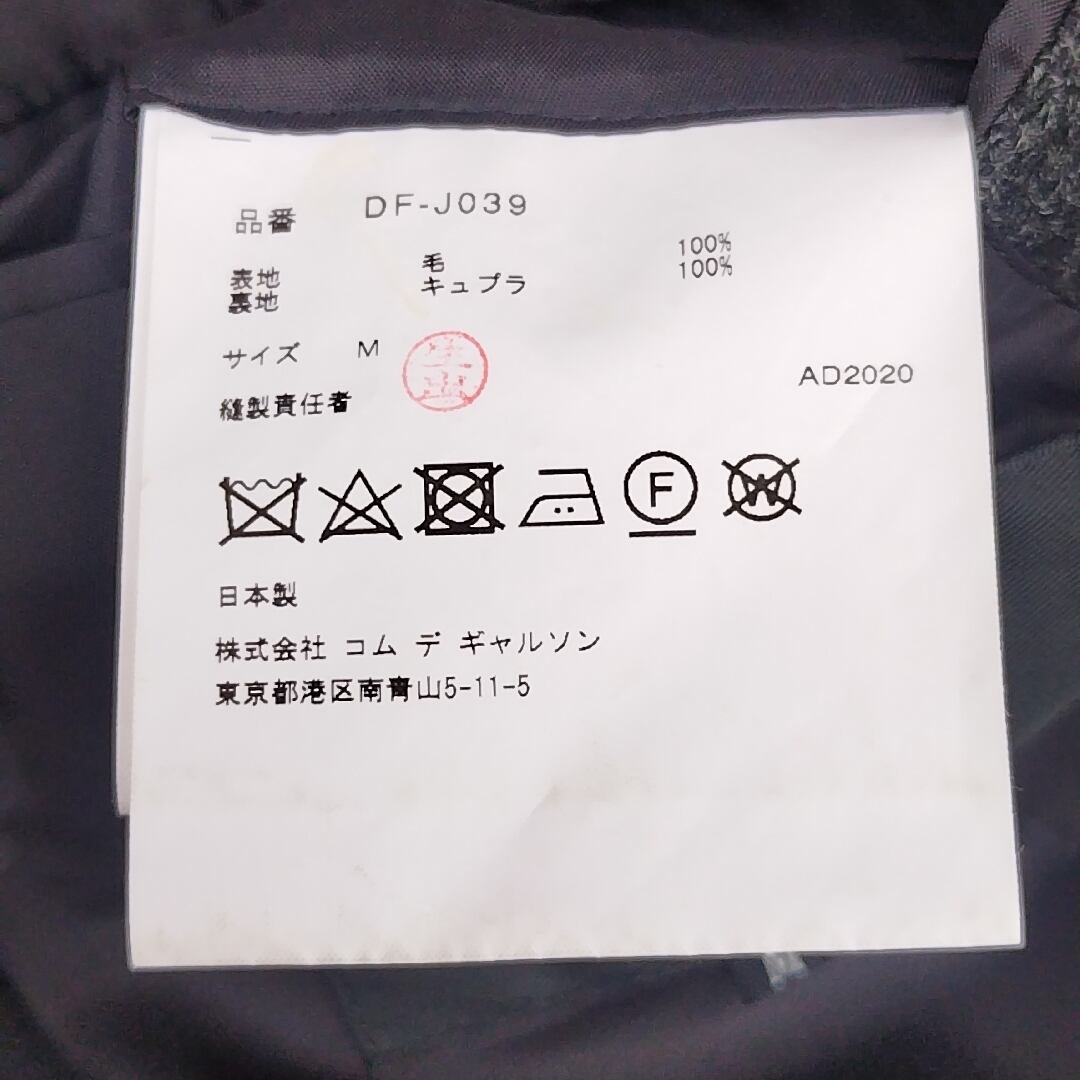 品番 DF-J039
表地 毛 100%
裏地 キュプラ 100%
サイズ M
AD2020
縫製責任者
F W
日本製
株式会社 コム デ ギャルソン
東京都港区南青山5-11-5